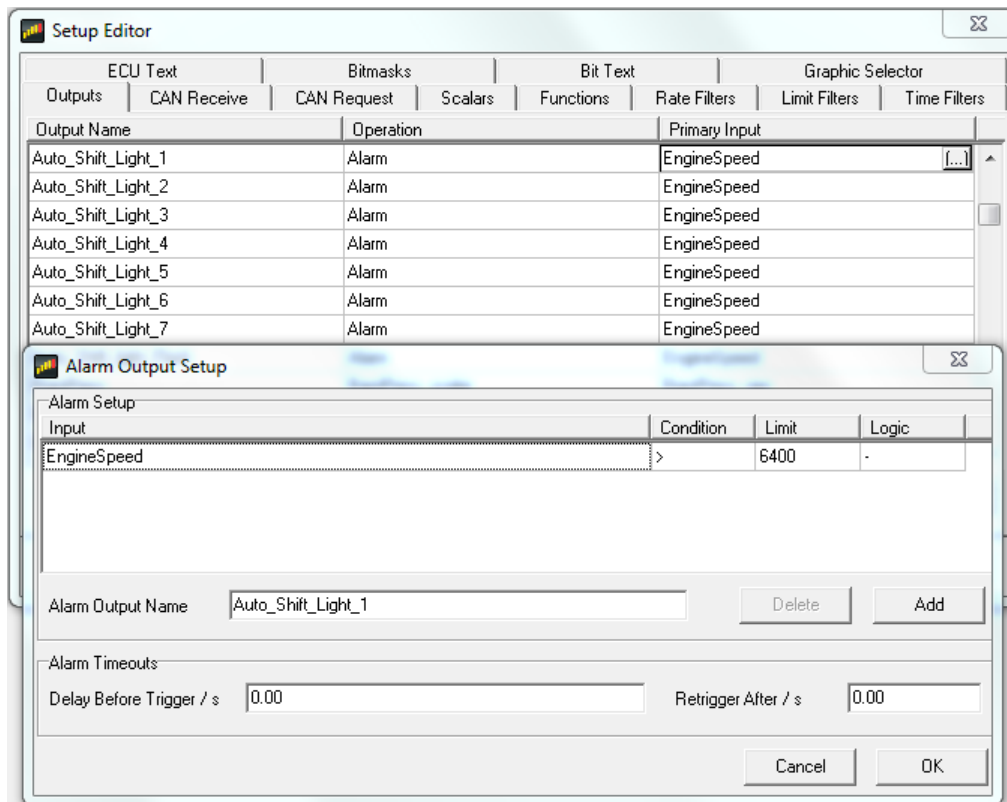 Setup Editor
ECU Text Bitmasks Bit Text Graphic Selector
Outputs CAN Receive CAN Request Scalars Functions Rate Filters Limit Filters Time Filters
Output Name Operation Primary Input
Auto_Shift_Light_1 Alarm EngineSpeed (...)
Auto_Shift_Light_2 Alarm EngineSpeed
Auto_Shift_Light_3 Alarm EngineSpeed
Auto_Shift_Light_4 Alarm EngineSpeed
Auto_Shift_Light_5 Alarm EngineSpeed
Auto_Shift_Light_6 Alarm EngineSpeed
Auto_Shift_Light_7 Alarm EngineSpeed
Alarm Output Setup
Alarm Setup
Input Condition Limit Logic
EngineSpeed > 6400 -
Alarm Output Name Auto_Shift_Light_1 Delete Add
Alarm Timeouts
Delay Before Trigger / s 0.00 Retrigger After / s 0.00
Cancel OK